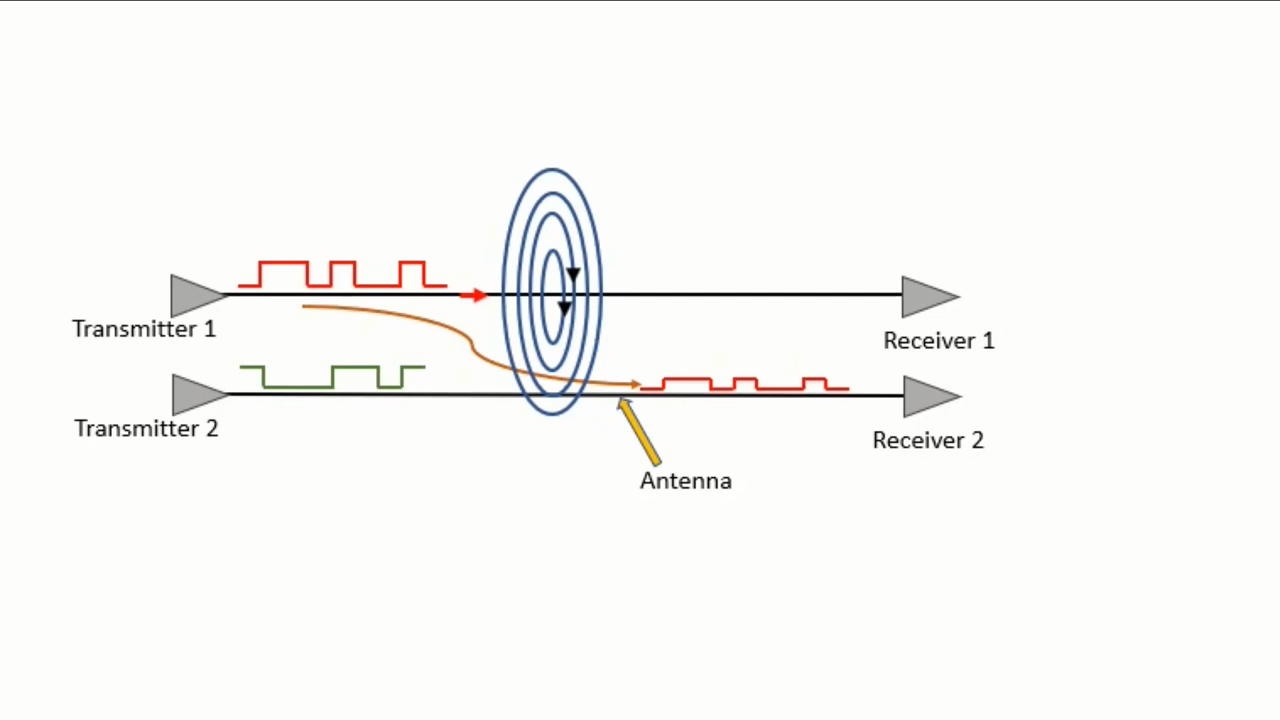 Transmitter 1
Receiver 1
Transmitter 2
Receiver 2
Antenna